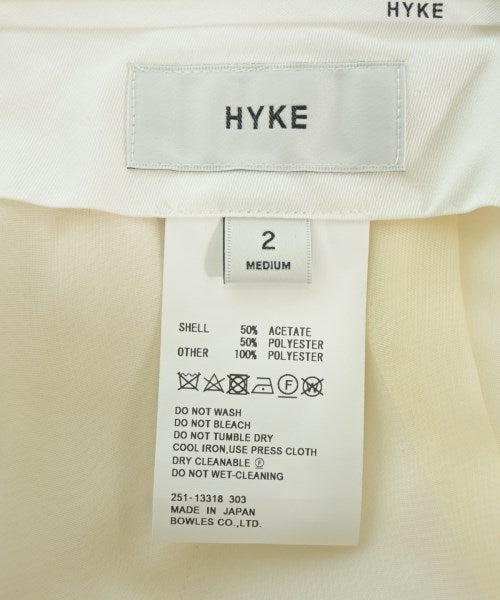 HYKE
HYKE
2
MEDIUM
SHELL 50% ACETATE
50% POLYESTER
OTHER 100% POLYESTER
DO NOT WASH
DO NOT BLEACH
DO NOT TUMBLE DRY
COOL IRON,USE PRESS CLOTH
DRY CLEANABLE Ⓕ
DO NOT WET-CLEANING
251-13318 303
MADE IN JAPAN
BOWLES CO.,LTD.